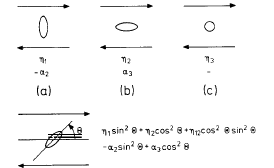 η₁ η₂ η₃
-α₂ α₃ -
(a) (b) (c)
θ
η₁ sin² θ + η₂ cos² θ + η₁₂ cos² θ sin² θ
-α₂ sin² θ + α₃ cos² θ